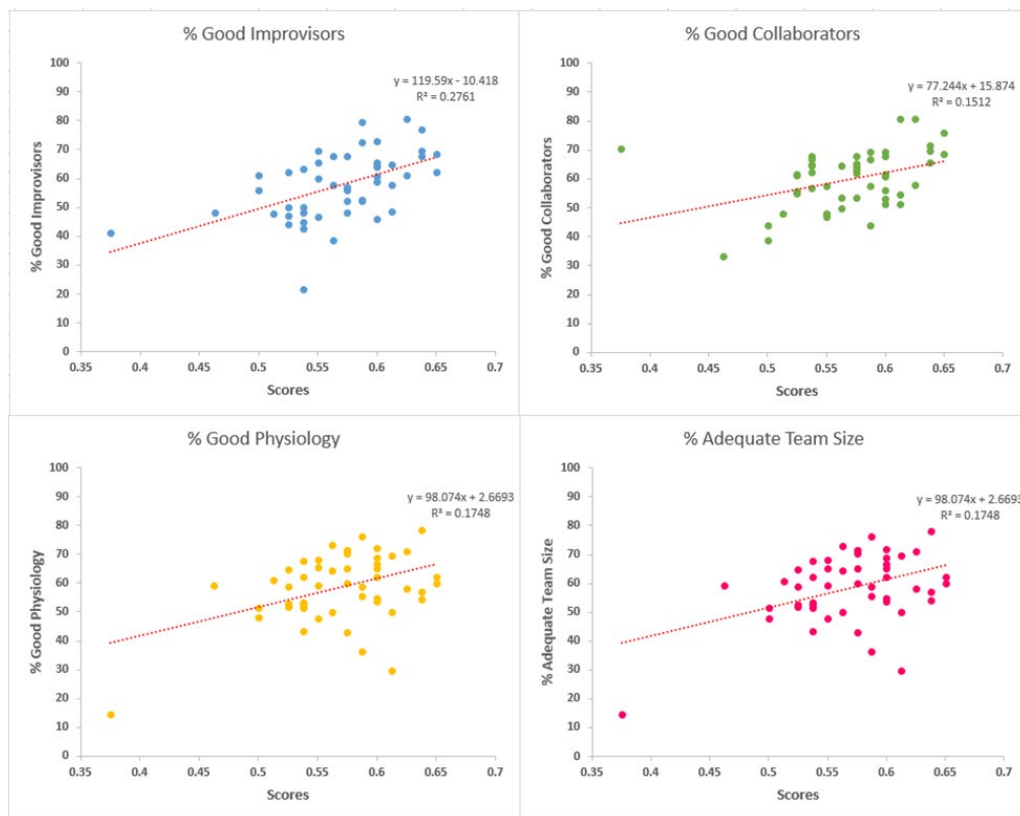 % Good Improvisors
y = 119.59x - 10.418
R² = 0.2761
100
90
80
70
60
50
40
30
20
10
0
% Good Improvisors
0.35 0.4 0.45 0.5 0.55 0.6 0.65 0.7
Scores
% Good Collaborators
y = 77.244x + 15.874
R² = 0.1512
100
90
80
70
60
50
40
30
20
10
0
% Good Collaborators
0.35 0.4 0.45 0.5 0.55 0.6 0.65 0.7
Scores
% Good Physiology
y = 98.074x + 2.6693
R² = 0.1748
100
90
80
70
60
50
40
30
20
10
0
% Good Physiology
0.35 0.4 0.45 0.5 0.55 0.6 0.65 0.7
Scores
% Adequate Team Size
y = 98.074x + 2.6693
R² = 0.1748
100
90
80
70
60
50
40
30
20
10
0
% Adequate Team Size
0.35 0.4 0.45 0.5 0.55 0.6 0.65 0.7
Scores